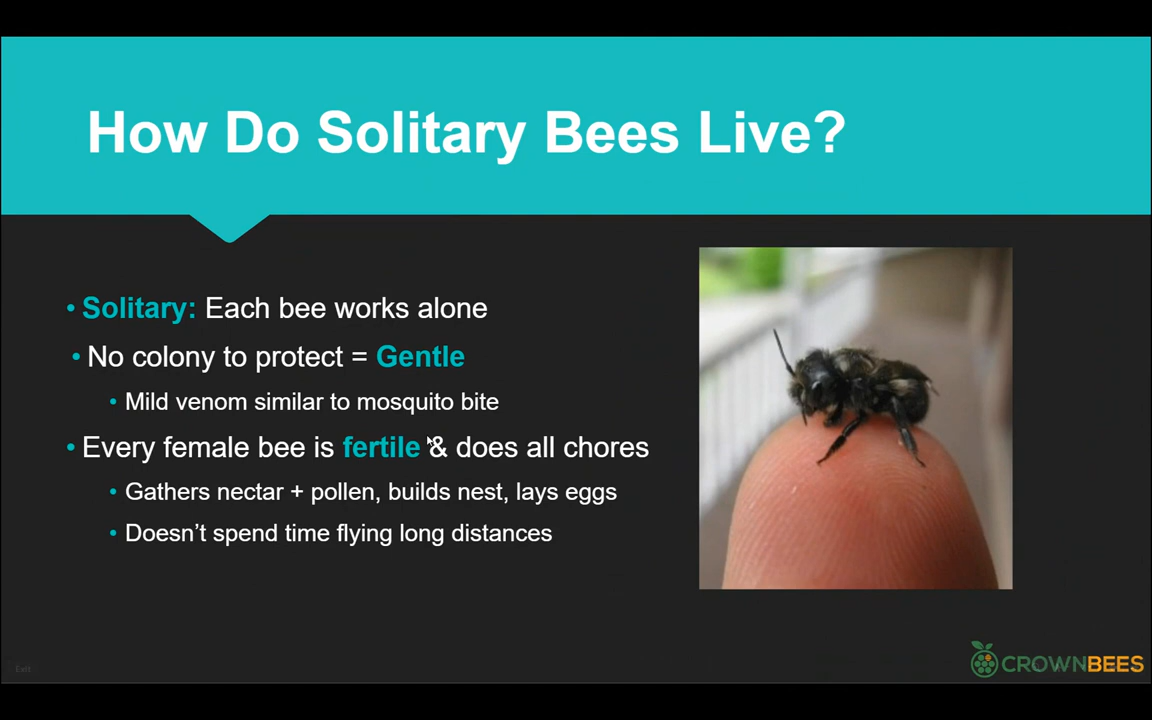 How Do Solitary Bees Live?
• Solitary: Each bee works alone
• No colony to protect = Gentle
• Mild venom similar to mosquito bite
• Every female bee is fertile & does all chores
• Gathers nectar + pollen, builds nest, lays eggs
• Doesn’t spend time flying long distances
CROWNBEES